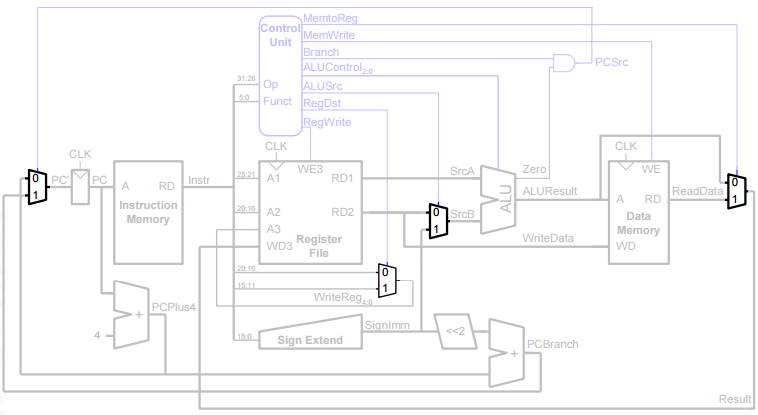 MemtoReg
Control
Unit
MemWrite
Branch
ALUControl2:0
PCSrc
31:26
Op
ALUSrc
5:0
Funct
RegDst
RegWrite
CLK
CLK
CLK
0
1
PC'
PC
A
RD
Instruction
Memory
Instr
25:21
A1
WE3
RD1
SrcA
Zero
WE
0
1
20:16
A2
RD2
0
1
SrcB
ALU
ALUResult
A
RD
ReadData
Data
Memory
A3
WD3
Register
File
WriteData
WD
20:16
0
15:11
1
WriteReg4:0
PCPlus4
+
4
SignImm
<<2
15:0
Sign Extend
+
PCBranch
Result